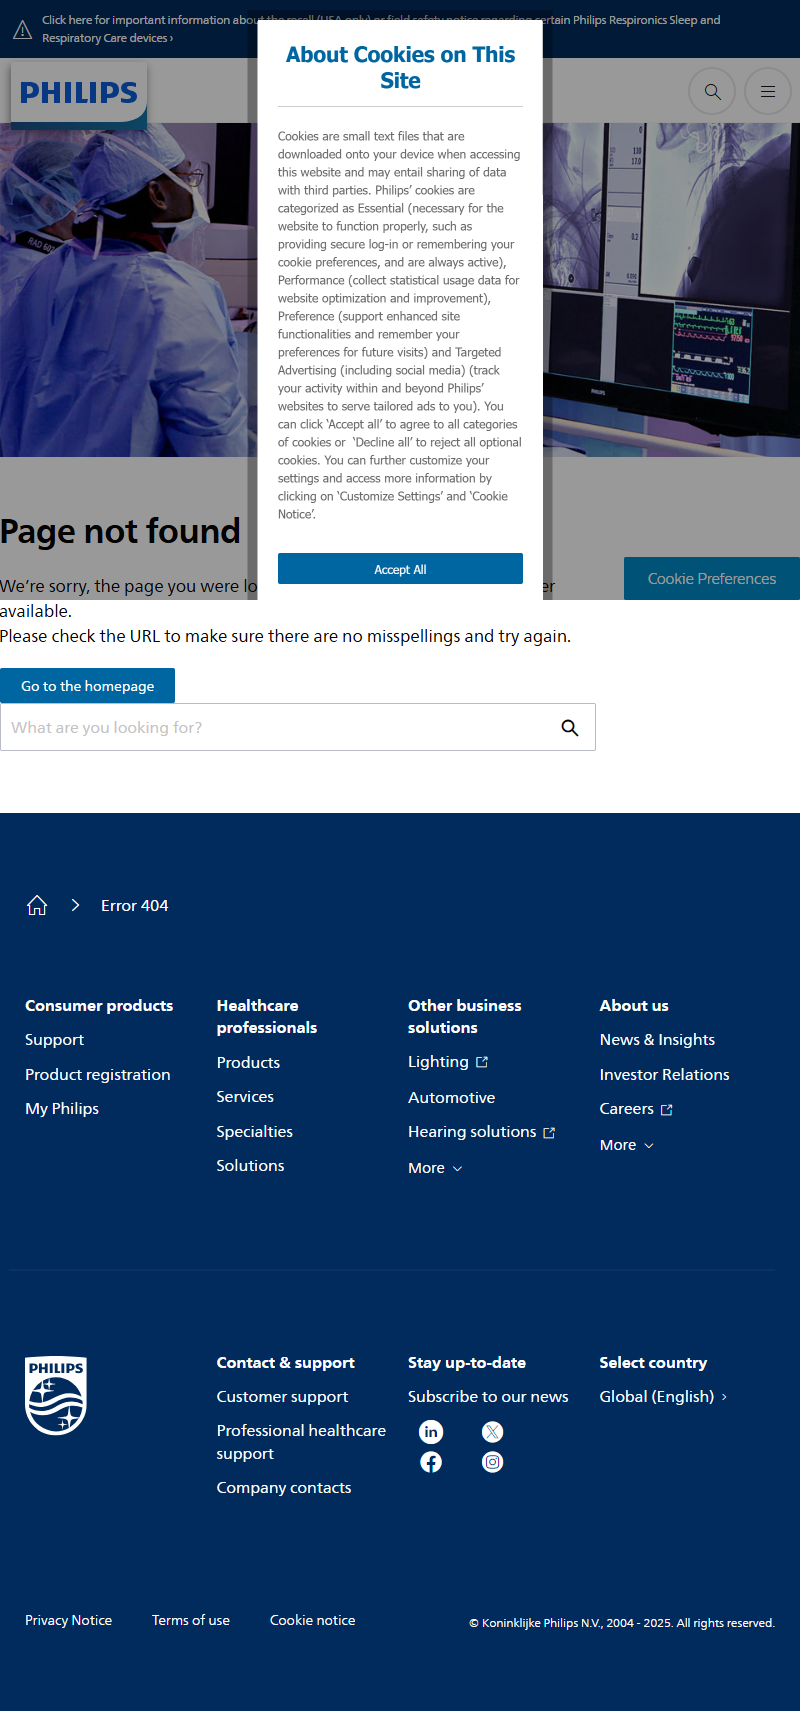 Click here for important information about the recall (USA only) or field safety notice regarding certain Philips Respironics Sleep and
Respiratory Care devices ›
PHILIPS
About Cookies on This
Site
Cookies are small text files that are
downloaded onto your device when accessing
this website and may entail sharing of data
with third parties. Philips’ cookies are
categorized as Essential (necessary for the
website to function properly, such as
providing secure log-in or remembering your
cookie preferences, and are always active),
Performance (collect statistical usage data for
website optimization and improvement),
Preference (support enhanced site
functionalities and remember your
preferences for future visits) and Targeted
Advertising (including social media) (track
your activity within and beyond Philips’
websites to serve tailored ads to you). You
can click ‘Accept all’ to agree to all categories
of cookies or ‘Decline all’ to reject all optional
cookies. You can further customize your
settings and access more information by
clicking on ‘Customize Settings’ and ‘Cookie
Notice’.
Accept All
Cookie Preferences
Page not found
We’re sorry, the page you were
available.
Please check the URL to make sure there are no misspellings and try again.
Go to the homepage
What are you looking for?
Error 404
Consumer products
Support
Product registration
My Philips
Healthcare
professionals
Products
Services
Specialties
Solutions
Other business
solutions
Lighting
Automotive
Hearing solutions
More
About us
News & Insights
Investor Relations
Careers
More
PHILIPS
Contact & support
Customer support
Professional healthcare
support
Company contacts
Stay up-to-date
Subscribe to our news
Select country
Global (English) ›
Privacy Notice
Terms of use
Cookie notice
© Koninklijke Philips N.V., 2004 - 2025. All rights reserved.